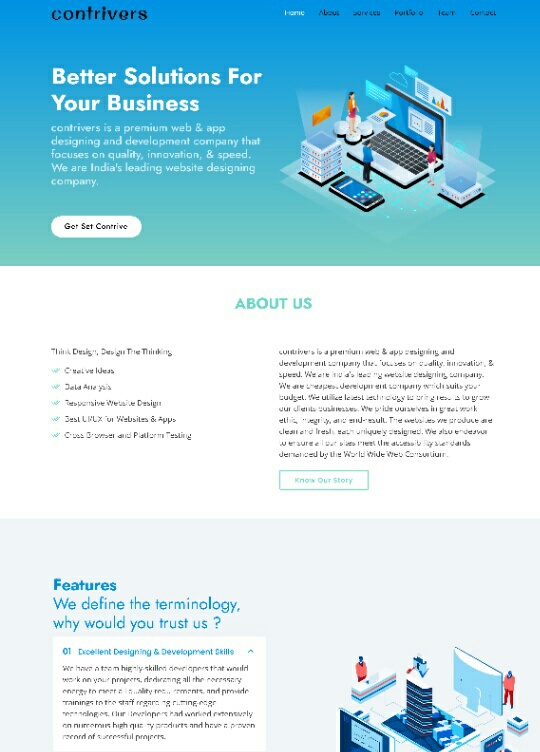 contrivers
Home About Services Portfolio Team Contact
Better Solutions For
Your Business
contrivers is a premium web & app
designing and development company that
focuses on quality, innovation, & speed.
We are India's leading website designing
company.
Get Set Contrive
ABOUT US
Think Design, Design The Thinking
Creative Ideas
Data Analysis
Responsive Website Design
Best UI/UX for Websites & Apps
Cross Browser and Platform Testing
contrivers is a premium web & app designing and
development company that focuses on quality, innovation, &
speed. We are India's leading website designing company.
We are cheapest development company which suits your
budget. We utilize latest technology to bring results to grow
our clients businesses. We pride ourselves in great work
ethic, integrity, and end-result. The websites we produce are
clean and fresh, each uniquely designed. We also endeavor
to ensure all our sites meet the accessibility standards
demanded by the World Wide Web Consortium.
Know Our Story
Features
We define the terminology,
why would you trust us ?
01 Excellent Designing & Development Skills
We have a team highly-skilled developers that would
work on your projects, dedicating all the necessary
energy to meet all quality requirements, and provide
trainings to the staff regarding cutting-edge
technologies. Our Developers had worked extensively
on numerous high quality products and have a proven
record of successful projects.